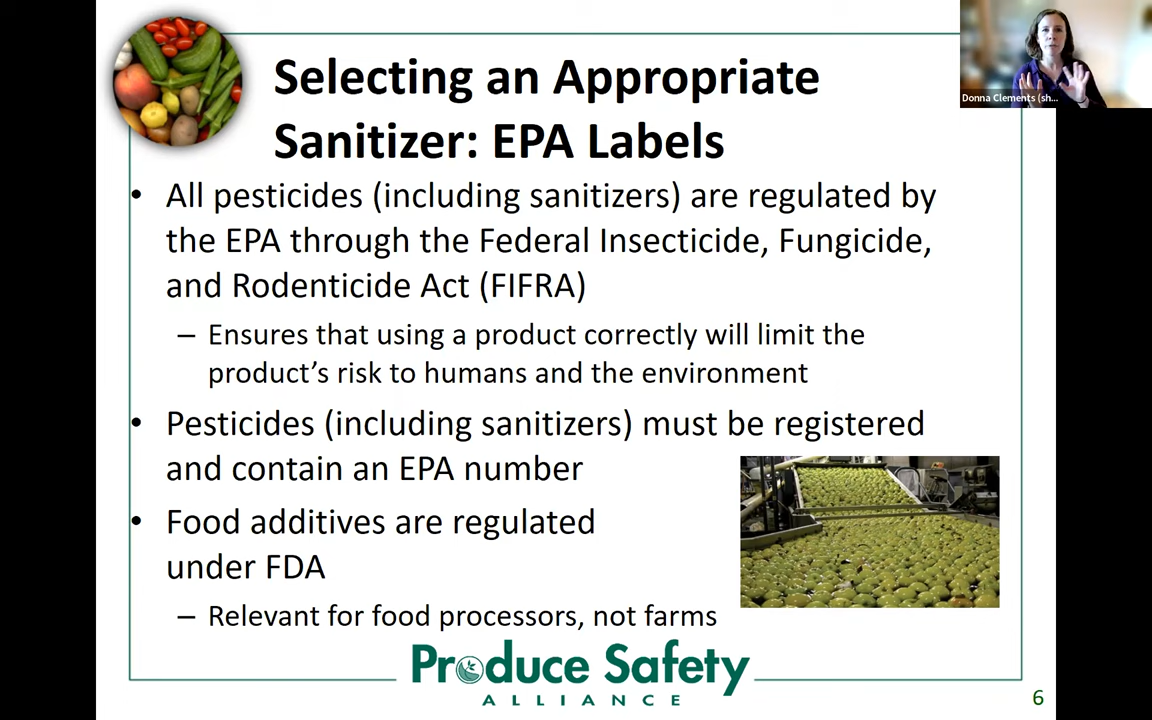 Selecting an Appropriate
Sanitizer: EPA Labels
• All pesticides (including sanitizers) are regulated by
the EPA through the Federal Insecticide, Fungicide,
and Rodenticide Act (FIFRA)
– Ensures that using a product correctly will limit the
product’s risk to humans and the environment
• Pesticides (including sanitizers) must be registered
and contain an EPA number
• Food additives are regulated
under FDA
– Relevant for food processors, not farms
Produce Safety
ALLIANCE
6
Donna Clements (sh...